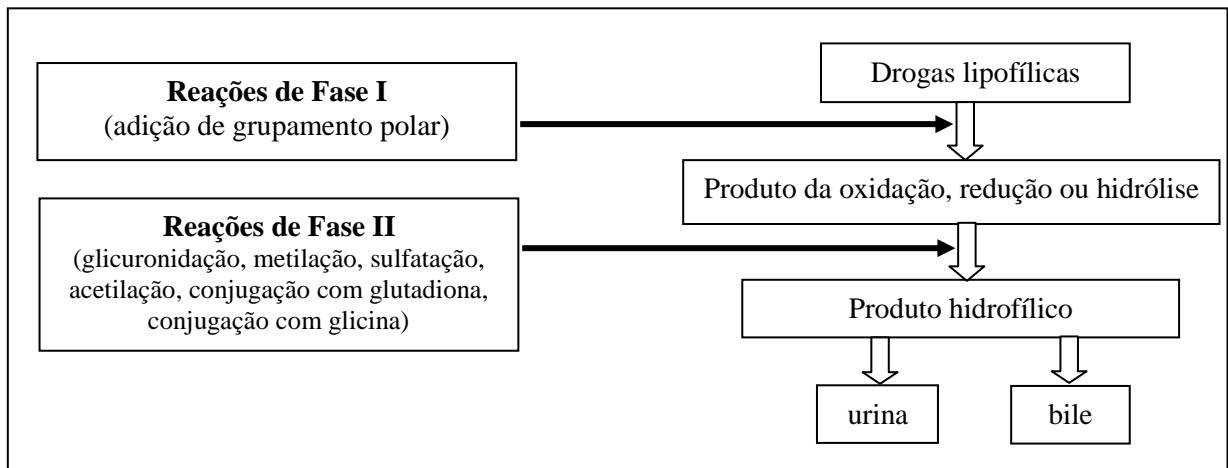 Reações de Fase I
(adição de grupamento polar)
Drogas lipofílicas
Produto da oxidação, redução ou hidrólise
Reações de Fase II
(glicuronidação, metilação, sulfatação,
acetilação, conjugação com glutadiona,
conjugação com glicina)
Produto hidrofílico
urina
bile